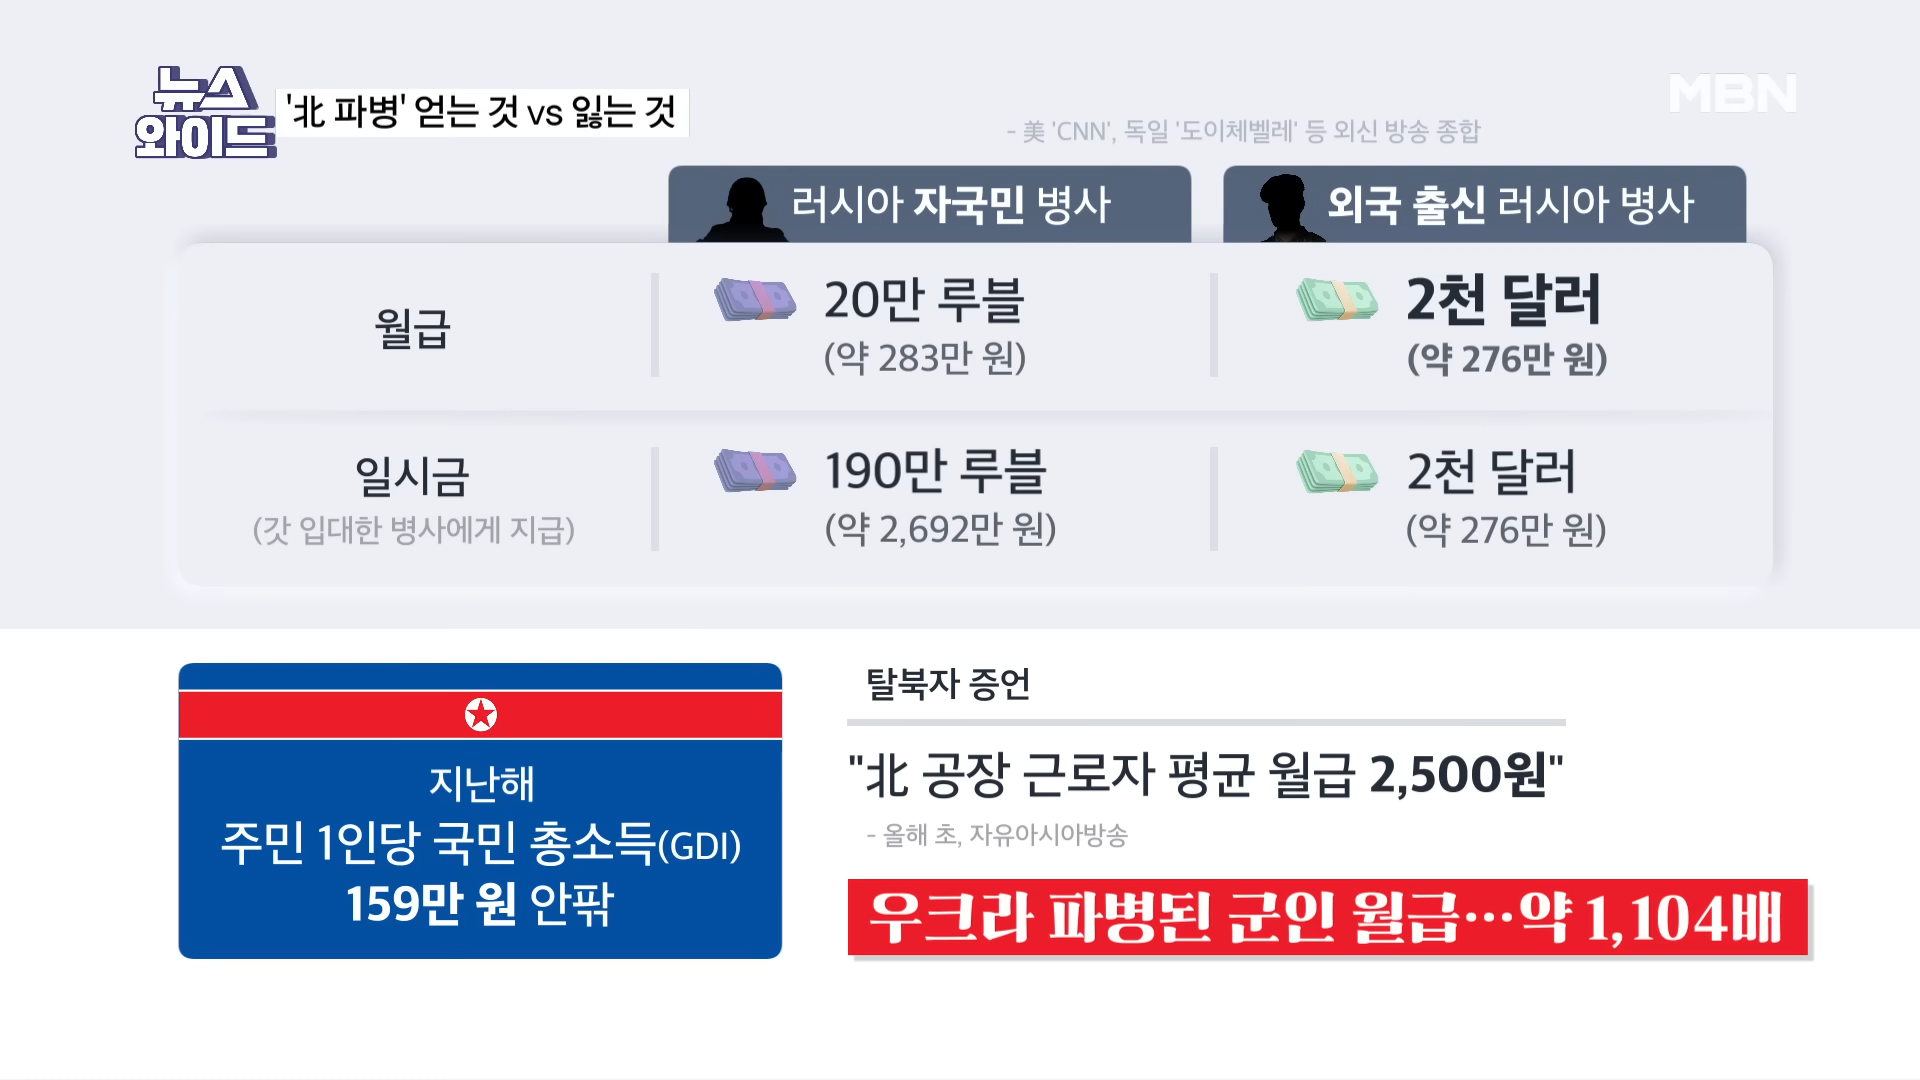 뉴스
와이드
'北 파병' 얻는 것 vs 잃는 것
MBN
- 美 'CNN', 독일 '도이체벨레' 등 외신 방송 종합
러시아 자국민 병사
외국 출신 러시아 병사
월급
20만 루블
(약 283만 원)
2천 달러
(약 276만 원)
일시금
(갓 입대한 병사에게 지급)
190만 루블
(약 2,692만 원)
2천 달러
(약 276만 원)
지난해
주민 1인당 국민 총소득(GDI)
159만 원 안팎
탈북자 증언
"北 공장 근로자 평균 월급 2,500원"
- 올해 초, 자유아시아방송
우크라 파병된 군인 월급…약 1,104배